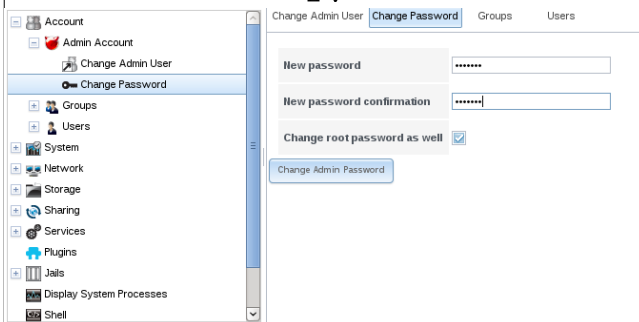 Account
Admin Account
Change Admin User
Change Password
Groups
Users
System
Network
Storage
Sharing
Services
Plugins
Jails
Display System Processes
Shell
Change Admin User Change Password Groups Users
New password
New password confirmation
Change root password as well
Change Admin Password